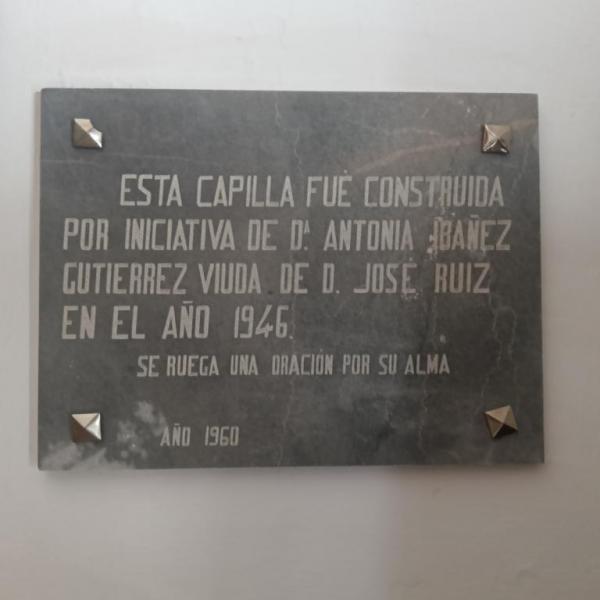 ESTA CAPILLA FUÉ CONSTRUIDA
POR INICIATIVA DE Dª ANTONIA IBAÑEZ
GUTIERREZ VIUDA DE D. JOSÉ RUIZ
EN EL AÑO 1946.
SE RUEGA UNA ORACIÓN POR SU ALMA
AÑO 1960